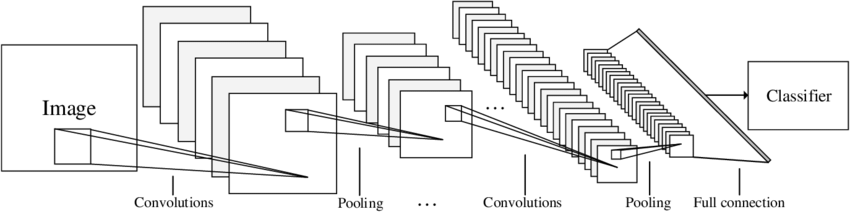 Image
...
Classifier
Convolutions
Pooling
...
Convolutions
Pooling
Full connection